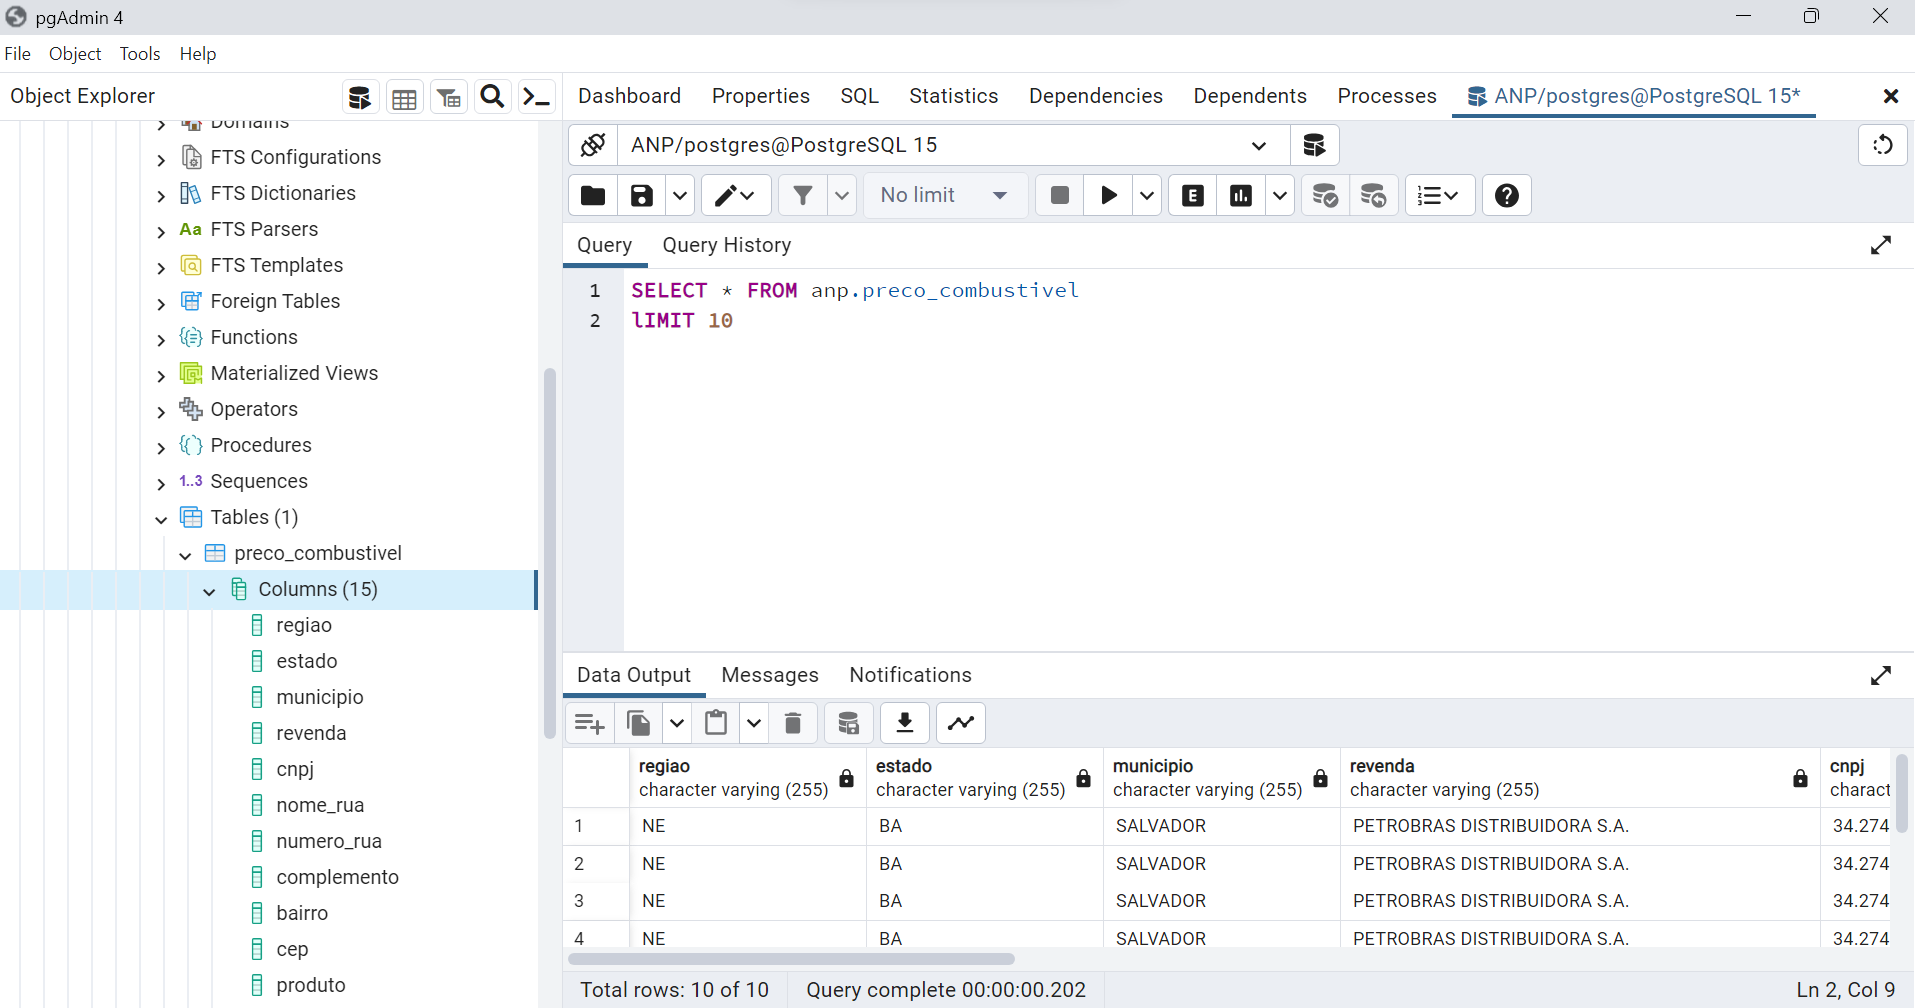 pgAdmin 4
File Object Tools Help
Object Explorer
Dashboard Properties SQL Statistics Dependencies Dependents Processes ANP/postgres@PostgreSQL 15*
Domains
FTS Configurations
FTS Dictionaries
Aa FTS Parsers
FTS Templates
Foreign Tables
Functions
Materialized Views
Operators
Procedures
1..3 Sequences
Tables (1)
preco_combustivel
Columns (15)
regiao
estado
municipio
revenda
cnpj
nome_rua
numero_rua
complemento
bairro
cep
produto
ANP/postgres@PostgreSQL 15
No limit
E
Query Query History
1 SELECT * FROM anp.preco_combustivel
2 lIMIT 10
Data Output Messages Notifications
regiao estado municipio revenda cnpj
character varying (255) character varying (255) character varying (255) character varying (255) charact
1 NE BA SALVADOR PETROBRAS DISTRIBUIDORA S.A. 34.274
2 NE BA SALVADOR PETROBRAS DISTRIBUIDORA S.A. 34.274
3 NE BA SALVADOR PETROBRAS DISTRIBUIDORA S.A. 34.274
4 NE BA SALVADOR PETROBRAS DISTRIBUIDORA S.A. 34.274
Total rows: 10 of 10 Query complete 00:00:00.202 Ln 2, Col 9